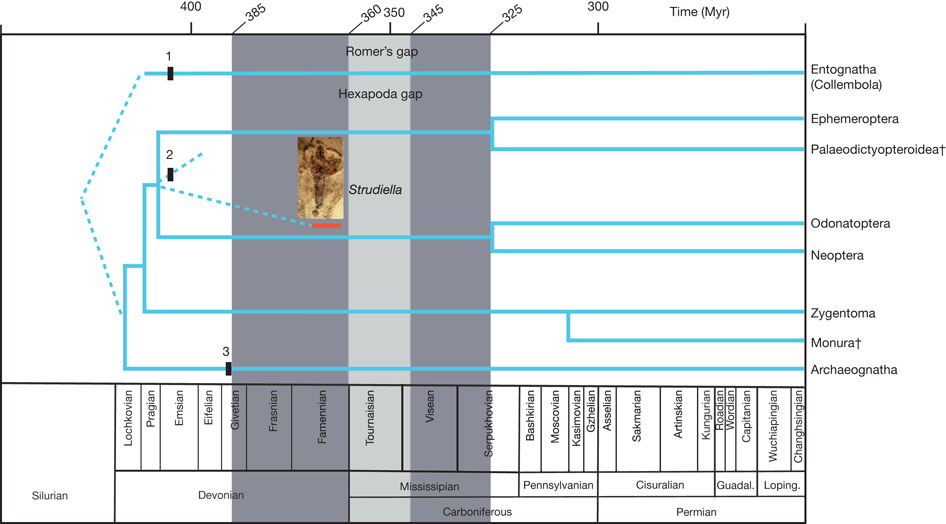 400 385 360 350 345 325 300 Time (Myr)
Romer's gap
1
Entognatha
(Collembola)
Hexapoda gap
Ephemeroptera
2
Palaeodictyopteroidea†
Strudiella
Odonatoptera
Neoptera
Zygentoma
Monura†
3
Archaeognatha
Lochkovian
Pragian
Emsian
Eifelian
Givetian
Frasnian
Famennian
Tournaisian
Visean
Serpukhovian
Bashkirian
Moscovian
Kasimovian
Gzhelian
Asselian
Sakmarian
Artinskian
Kungurian
Roadian
Wordian
Capitanian
Wuchiapingian
Changhsingian
Silurian Devonian Mississipian Pennsylvanian Cisuralian Guadal. Loping.
Carboniferous Permian